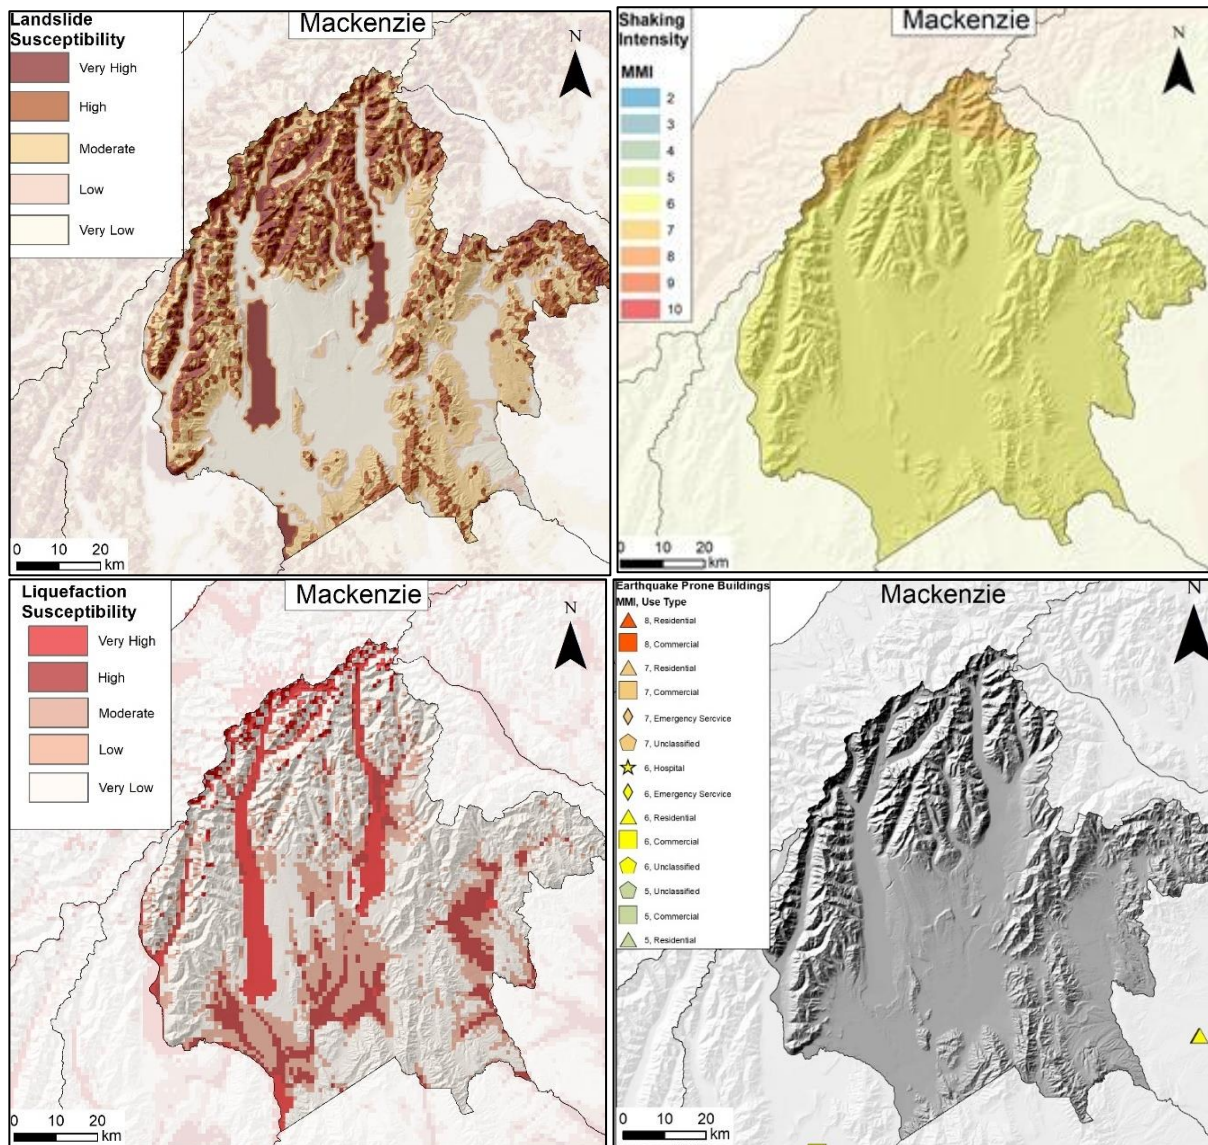 Landslide
Susceptibility
Very High
High
Moderate
Low
Very Low
Mackenzie
N
0 10 20
km
Shaking
Intensity
MMI
2
3
4
5
6
7
8
9
10
Mackenzie
N
0 10 20
km
Liquefaction
Susceptibility
Very High
High
Moderate
Low
Very Low
Mackenzie
N
0 10 20
km
Earthquake Prone Buildings
MMI, Use Type
8, Residential
8, Commercial
7, Residential
7, Commercial
7, Emergency Sercvice
7, Unclassified
6, Hospital
6, Emergency Sercvice
6, Residential
6, Commercial
6, Unclassified
5, Unclassified
5, Commercial
5, Residential
Mackenzie
N
0 10 20
km